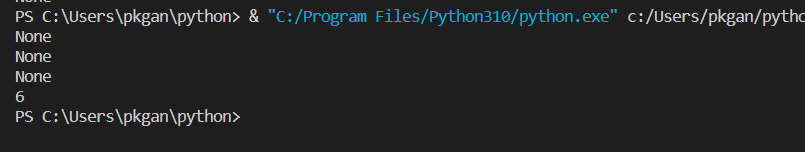 None
PS C:\Users\pkgan\python> & "C:/Program Files/Python310/python.exe" c:/Users/pkgan/pytho
None
None
None
6
PS C:\Users\pkgan\python>